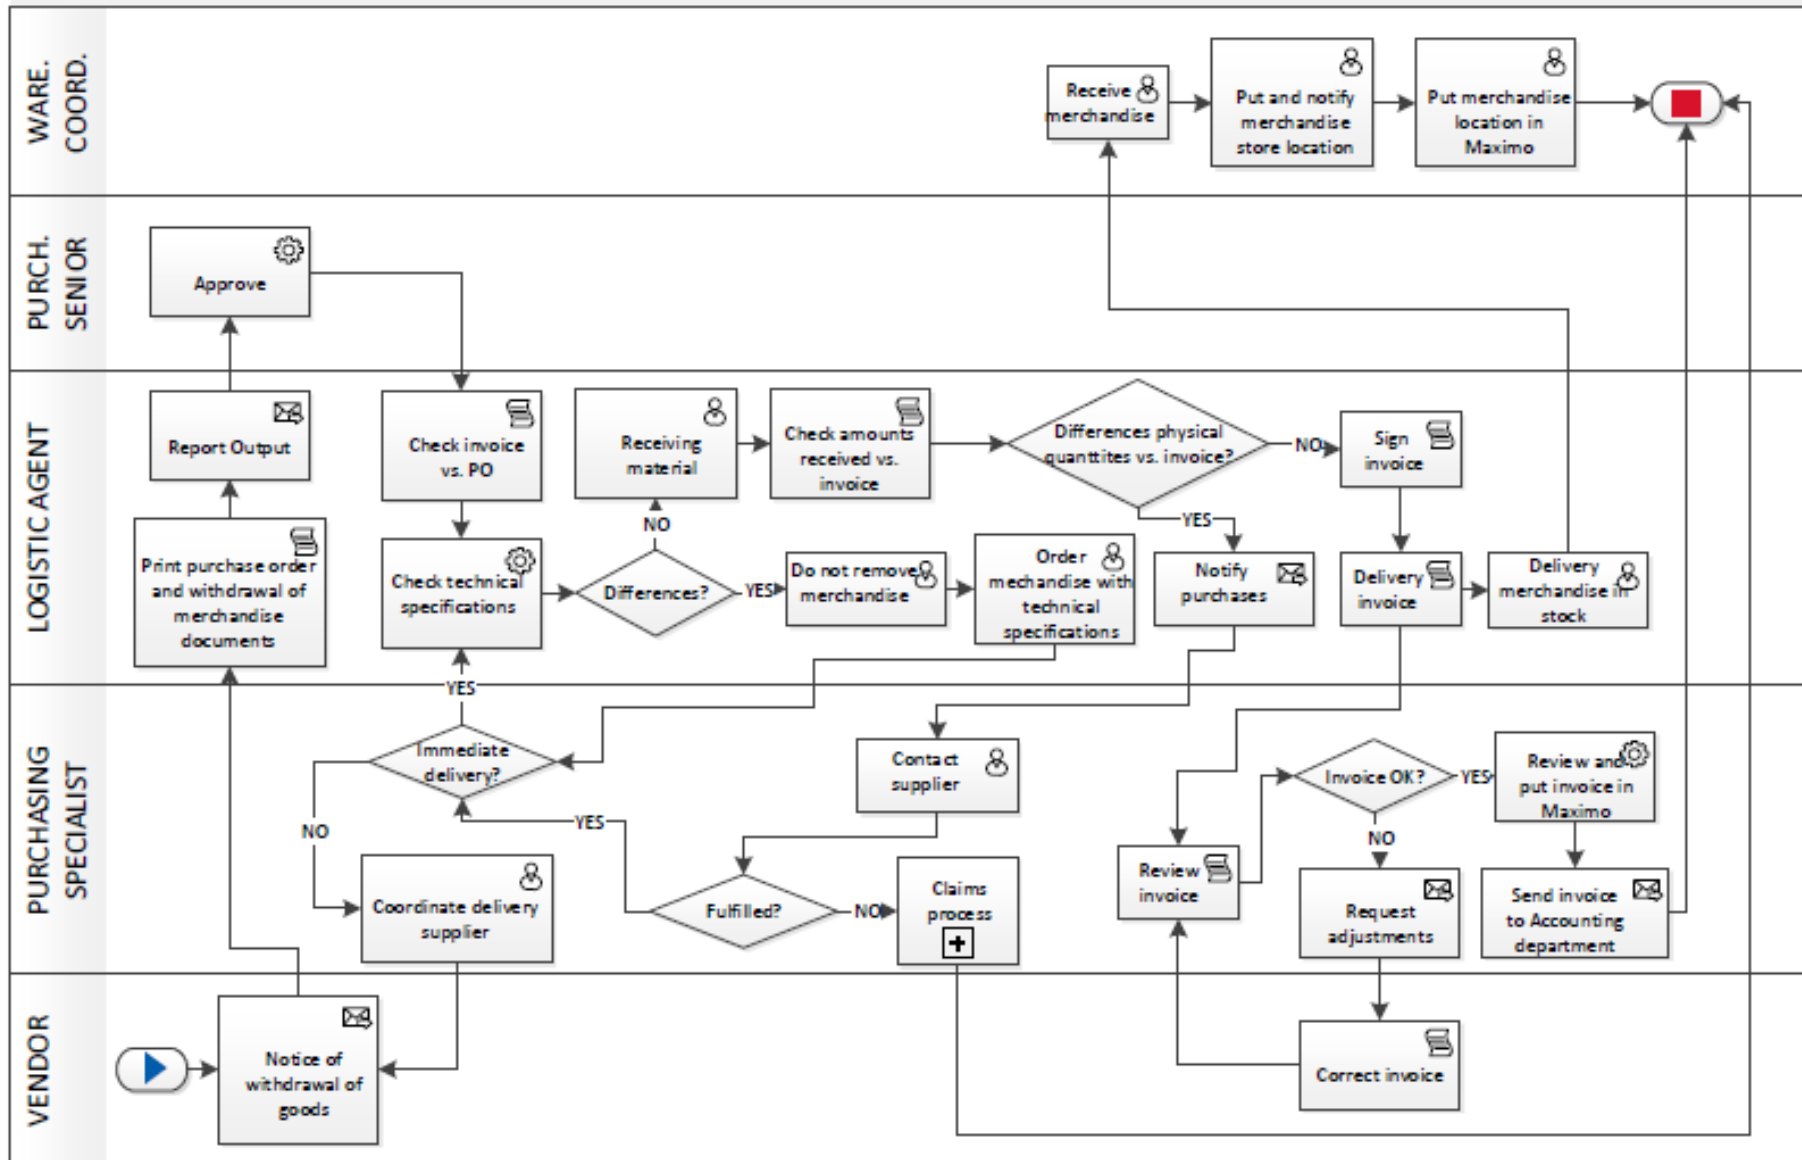 WARE.
COORD.
Receive
merchandise
Put and notify
merchandise
store location
Put merchandise
location in
Maximo
PURCH.
SENIOR
Approve
LOGISTIC AGENT
Report Output
Print purchase order
and withdrawal of
merchandise
documents
Check invoice
vs. PO
Check technical
specifications
Receiving
material
NO
Differences?
YES
Check amounts
received vs.
invoice
Do not remove
merchandise
Order
mechandise with
technical
specifications
Differences physical
quanttites vs. invoice?
NO
YES
Notify
purchases
Sign
invoice
Delivery
invoice
Delivery
merchandise in
stock
PURCHASING
SPECIALIST
YES
Immediate
delivery?
NO
Coordinate delivery
supplier
YES
Contact
supplier
Fulfilled?
NO
Claims
process
Review
invoice
Invoice OK?
YES
NO
Request
adjustments
Review and
put invoice in
Maximo
Send invoice
to Accounting
department
VENDOR
Notice of
withdrawal of
goods
Correct invoice